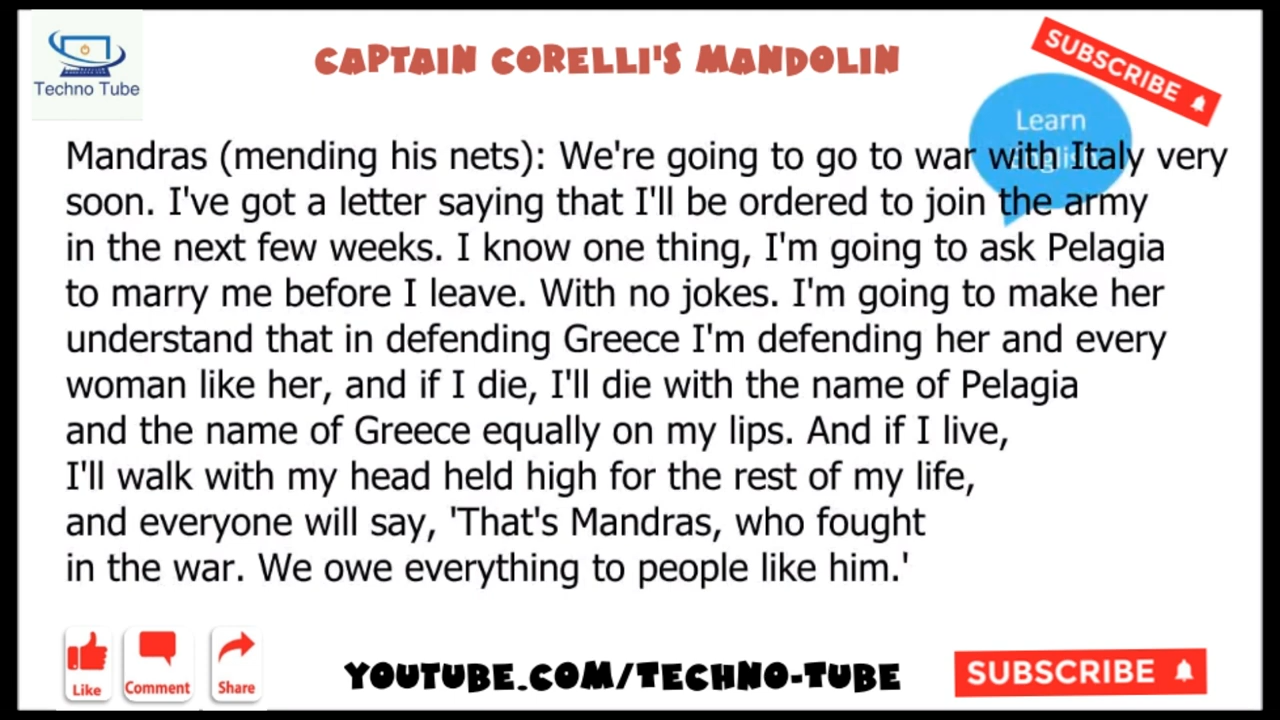 CAPTAIN CORELLI'S MANDOLIN
SUBSCRIBE
Techno Tube
Learn
English
Mandras (mending his nets): We're going to go to war with Italy very
soon. I've got a letter saying that I'll be ordered to join the army
in the next few weeks. I know one thing, I'm going to ask Pelagia
to marry me before I leave. With no jokes. I'm going to make her
understand that in defending Greece I'm defending her and every
woman like her, and if I die, I'll die with the name of Pelagia
and the name of Greece equally on my lips. And if I live,
I'll walk with my head held high for the rest of my life,
and everyone will say, 'That's Mandras, who fought
in the war. We owe everything to people like him.'
Like
Comment
Share
YOUTUBE.COM/TECHNO-TUBE
SUBSCRIBE